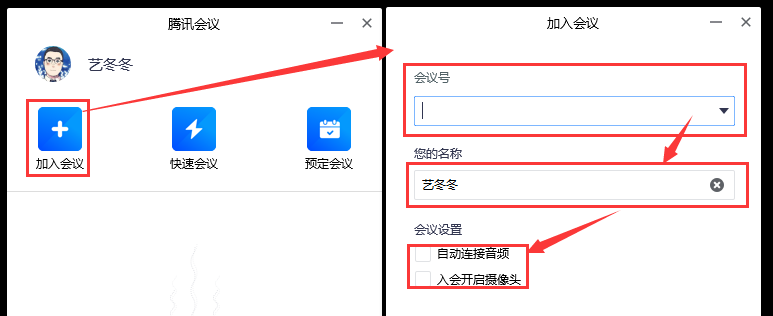 腾讯会议
艺冬冬
加入会议
快速会议
预定会议
加入会议
会议号
您的名称
艺冬冬
会议设置
自动连接音频
入会开启摄像头